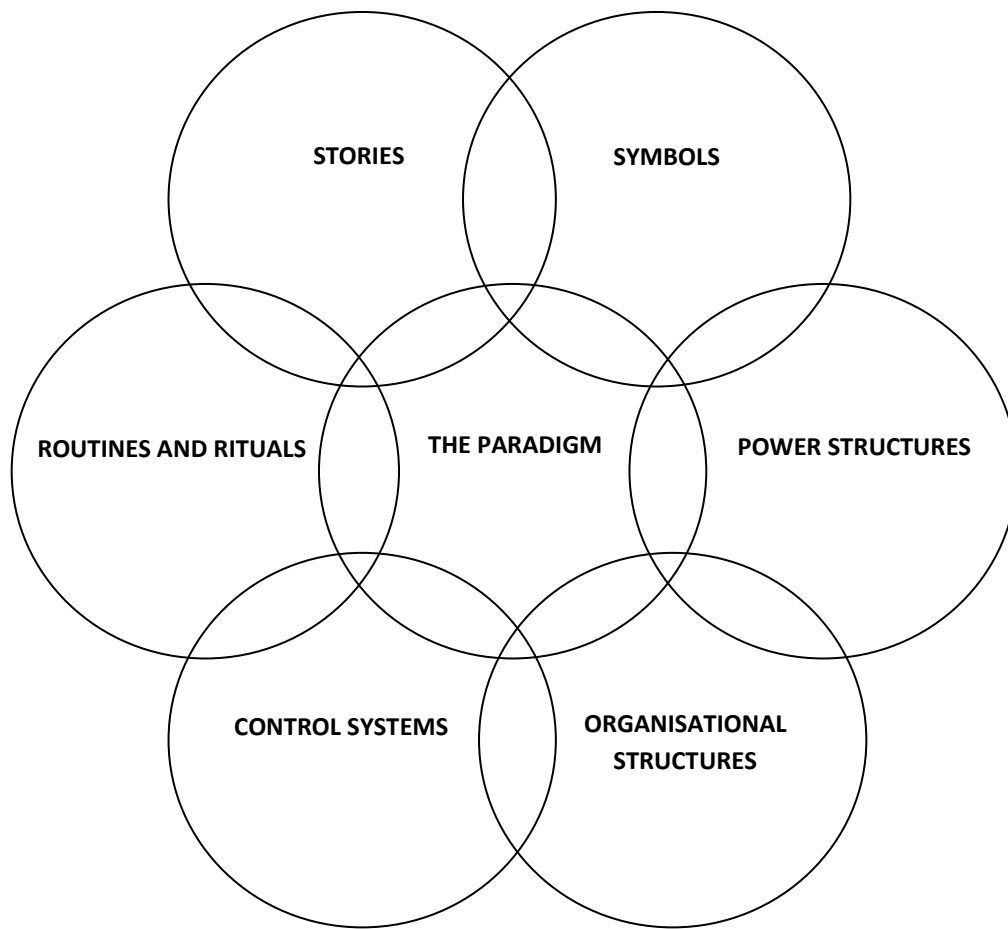 STORIES
SYMBOLS
ROUTINES AND RITUALS
THE PARADIGM
POWER STRUCTURES
CONTROL SYSTEMS
ORGANISATIONAL
STRUCTURES